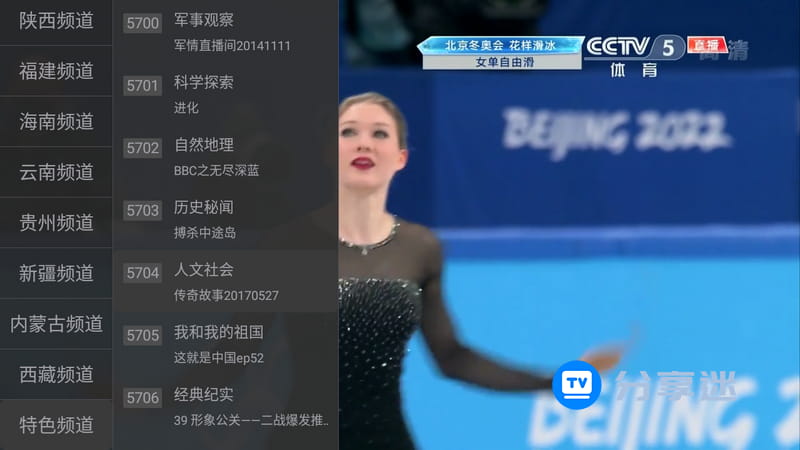 陕西频道
福建频道
海南频道
云南频道
贵州频道
新疆频道
内蒙古频道
西藏频道
特色频道
5700 军事观察
军情直播间20141111
5701 科学探索
进化
5702 自然地理
BBC之无尽深蓝
5703 历史秘闻
搏杀中途岛
5704 人文社会
传奇故事20170527
5705 我和我的祖国
这就是中国ep52
5706 经典纪实
39 形象公关——二战爆发推..
北京冬奥会 花样滑冰
女单自由滑
CCTV 5 直播
高清
体育
BEIJING 2022
TV 分享迷
BEIJING 2022